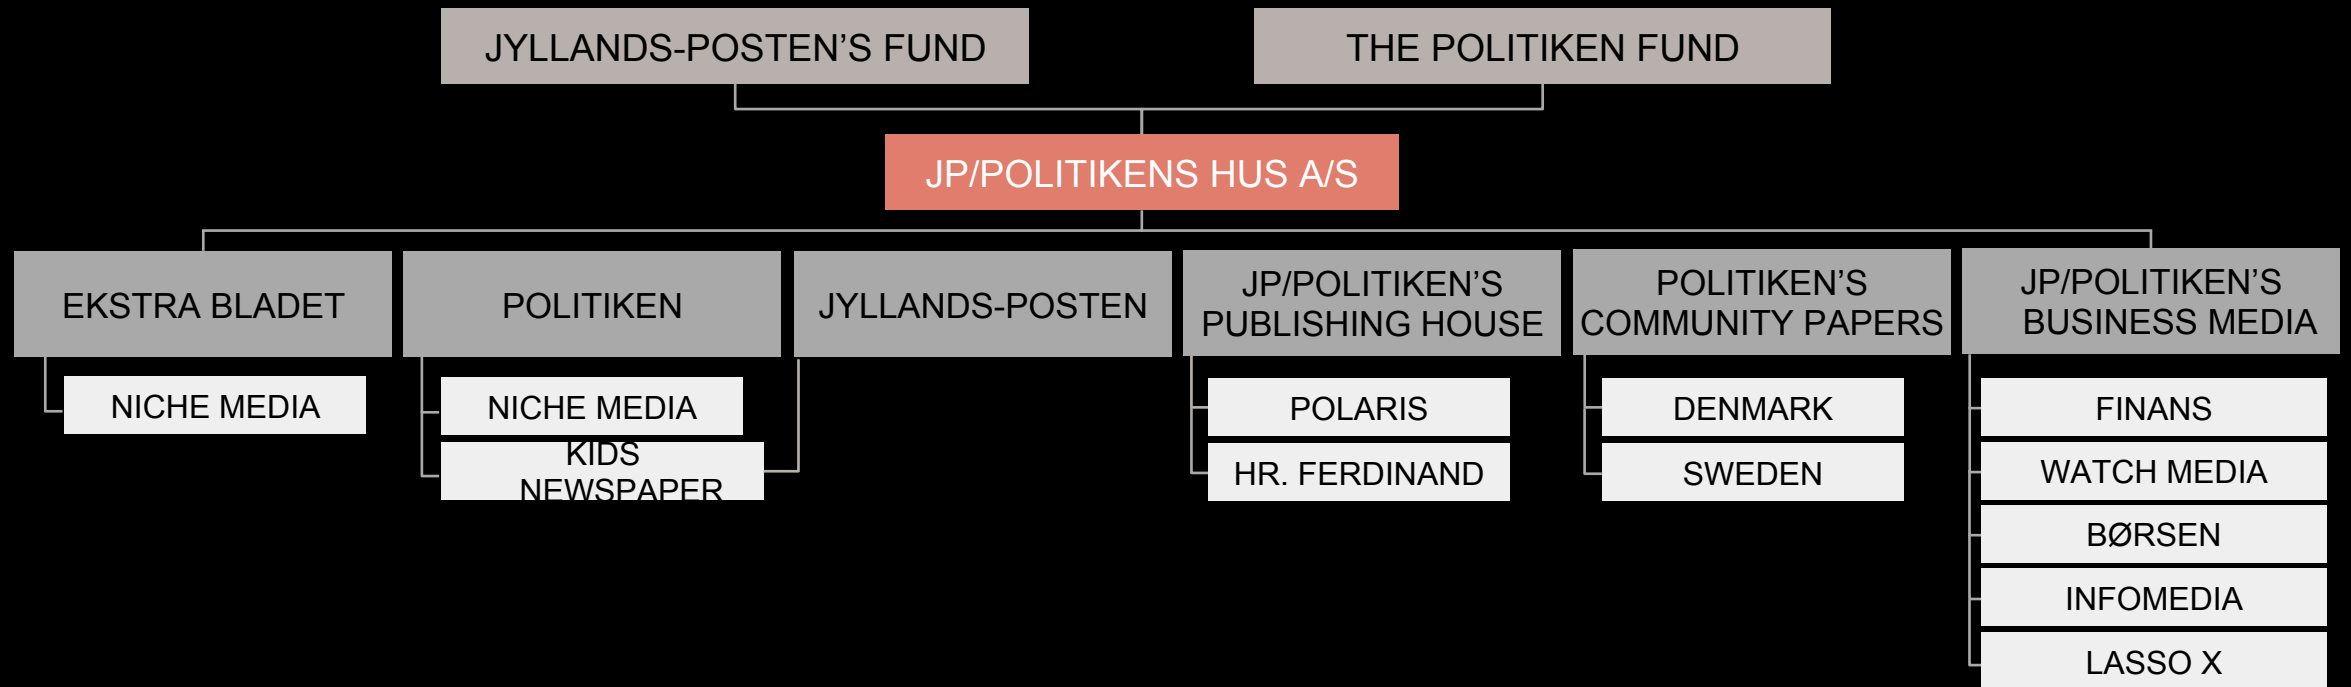 JYLLANDS-POSTEN’S FUND
THE POLITIKEN FUND
JP/POLITIKENS HUS A/S
EKSTRA BLADET
POLITIKEN
JYLLANDS-POSTEN
JP/POLITIKEN’S
PUBLISHING HOUSE
POLITIKEN’S
COMMUNITY PAPERS
JP/POLITIKEN’S
BUSINESS MEDIA
NICHE MEDIA
NICHE MEDIA
KIDS
NEWSPAPER
POLARIS
HR. FERDINAND
DENMARK
SWEDEN
FINANS
WATCH MEDIA
BØRSEN
INFOMEDIA
LASSO X